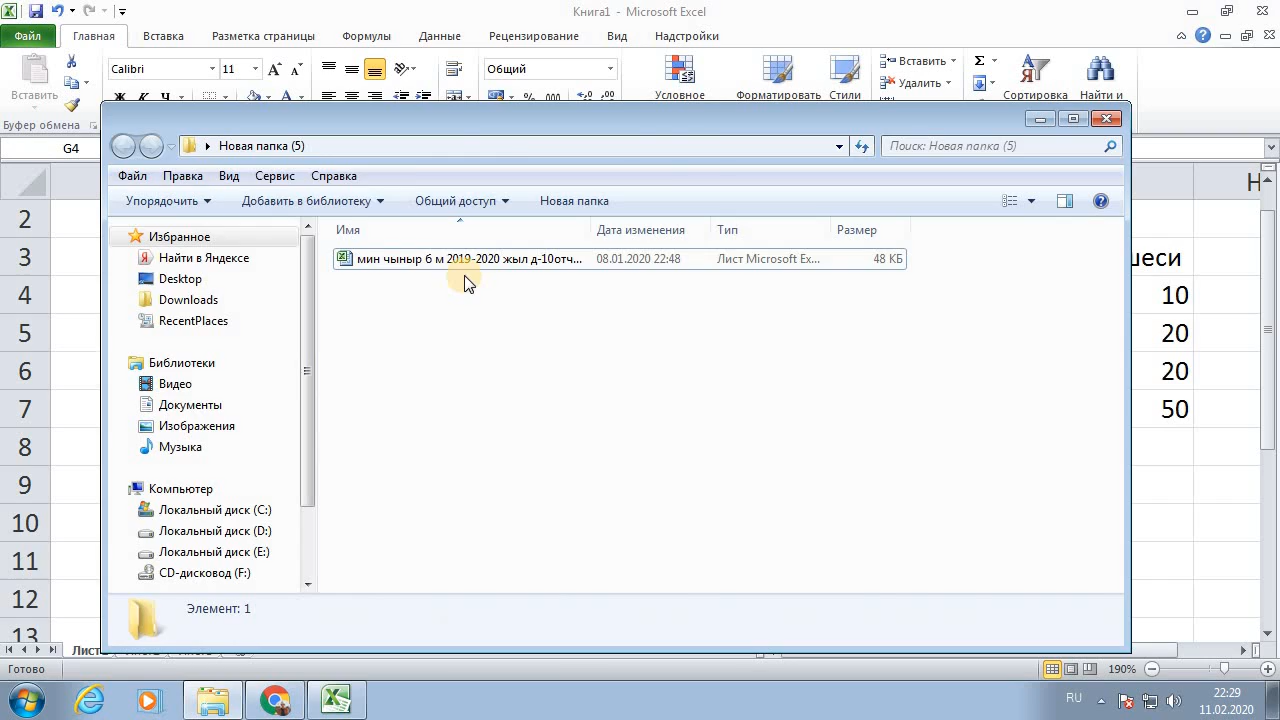 Книга1 - Microsoft Excel
Файл Главная Вставка Разметка страницы Формулы Данные Рецензирование Вид Надстройки
Calibri 11 Общий Вставить Σ
Вставить Ж К Ч % 000 Условное Форматировать Стили Удалить Сортировка Найти и
Буфер обмена
G4
Новая папка (5) Поиск: Новая папка (5)
Файл Правка Вид Сервис Справка
Упорядочить Добавить в библиотеку Общий доступ Новая папка
Имя Дата изменения Тип Размер
мин чыныр б м 2019-2020 жыл д-10отч... 08.01.2020 22:48 Лист Microsoft Ex... 48 КБ
Избранное
Найти в Яндексе
Desktop
Downloads
RecentPlaces
Библиотеки
Видео
Документы
Изображения
Музыка
Компьютер
Локальный диск (C:)
Локальный диск (D:)
Локальный диск (E:)
CD-дисковод (F:)
Элемент: 1
H
2
3 шеси
4 10
5 20
6 20
7 50
8
9
10
11
12
13
Лист
Готово 190%
RU 22:29
11.02.2020